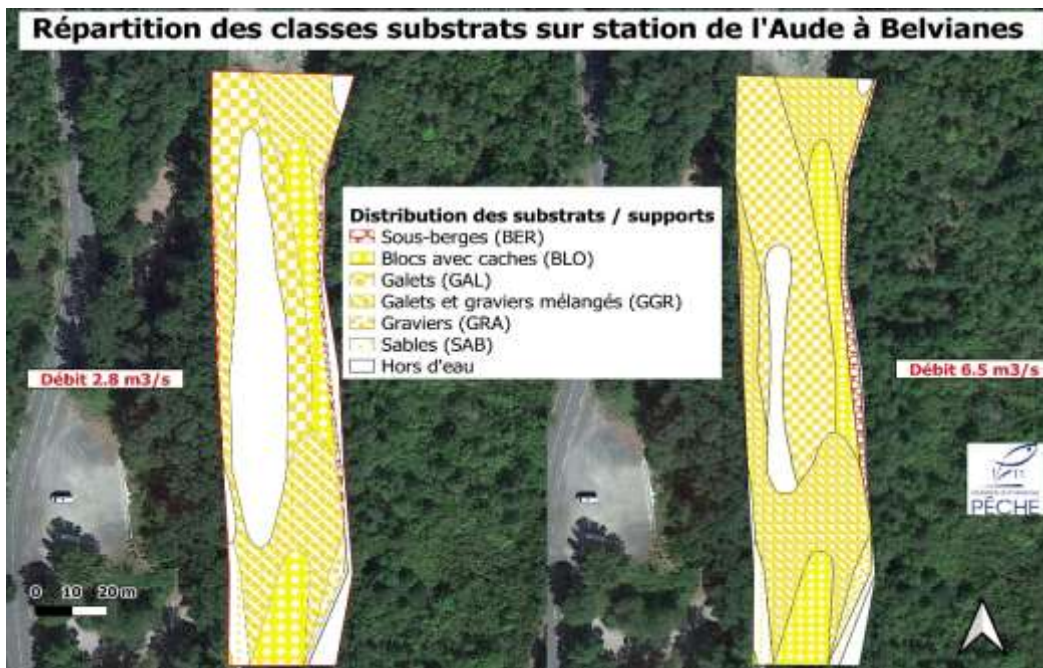 Répartition des classes substrats sur station de l'Aude à Belvianes
Distribution des substrats / supports
Sous-berges (BER)
Blocs avec caches (BLO)
Galets (GAL)
Galets et graviers mélangés (GGR)
Graviers (GRA)
Sables (SAB)
Hors d'eau
Débit 2.8 m3/s
Débit 6.5 m3/s
PÊCHE
0 10 20 m